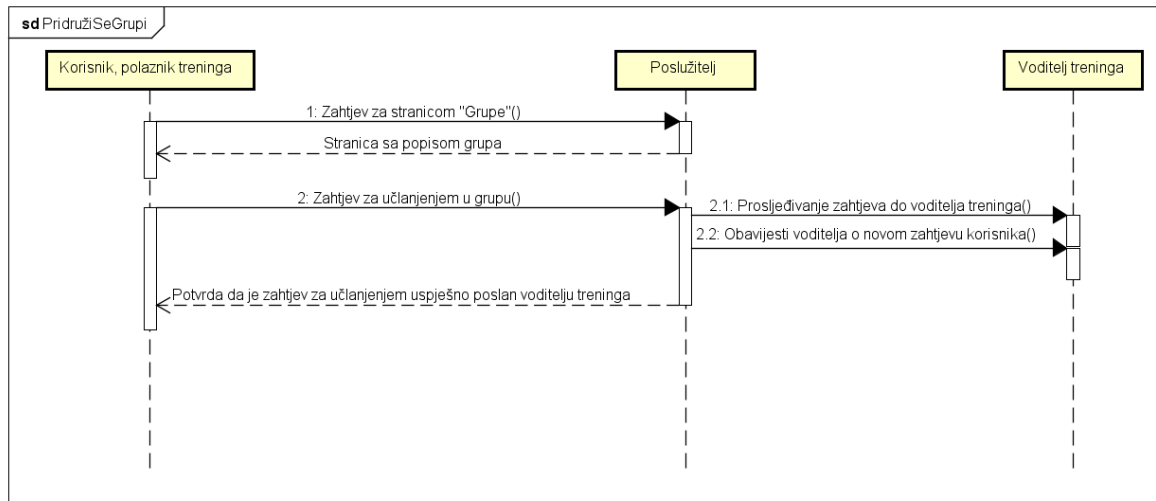 sd PridružiSeGrupi
Korisnik, polaznik treninga
Poslužitelj
Voditelj treninga
1: Zahtjev za stranicom "Grupe"()
Stranica sa popisom grupa
2: Zahtjev za učlanjenjem u grupu()
2.1: Prosljeđivanje zahtjeva do voditelja treninga()
2.2: Obavijesti voditelja o novom zahtjevu korisnika()
Potvrda da je zahtjev za učlanjenjem uspješno poslan voditelju treninga